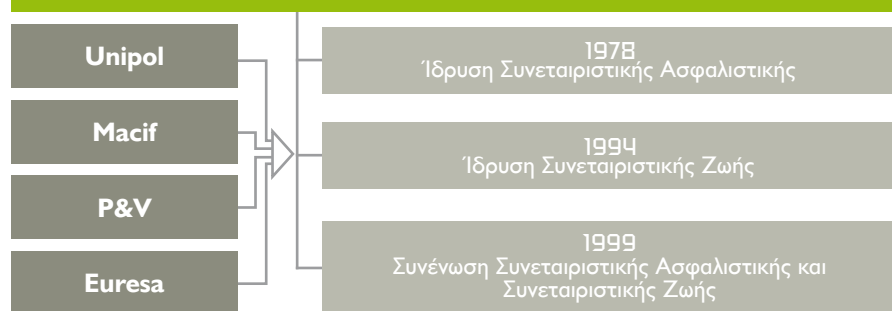 Unipol
Macif
P&V
Euresa
1978
Ίδρυση Συνεταιριστικής Ασφαλιστικής
1994
Ίδρυση Συνεταιριστικής Ζωής
1999
Συνένωση Συνεταιριστικής Ασφαλιστικής και
Συνεταιριστικής Ζωής